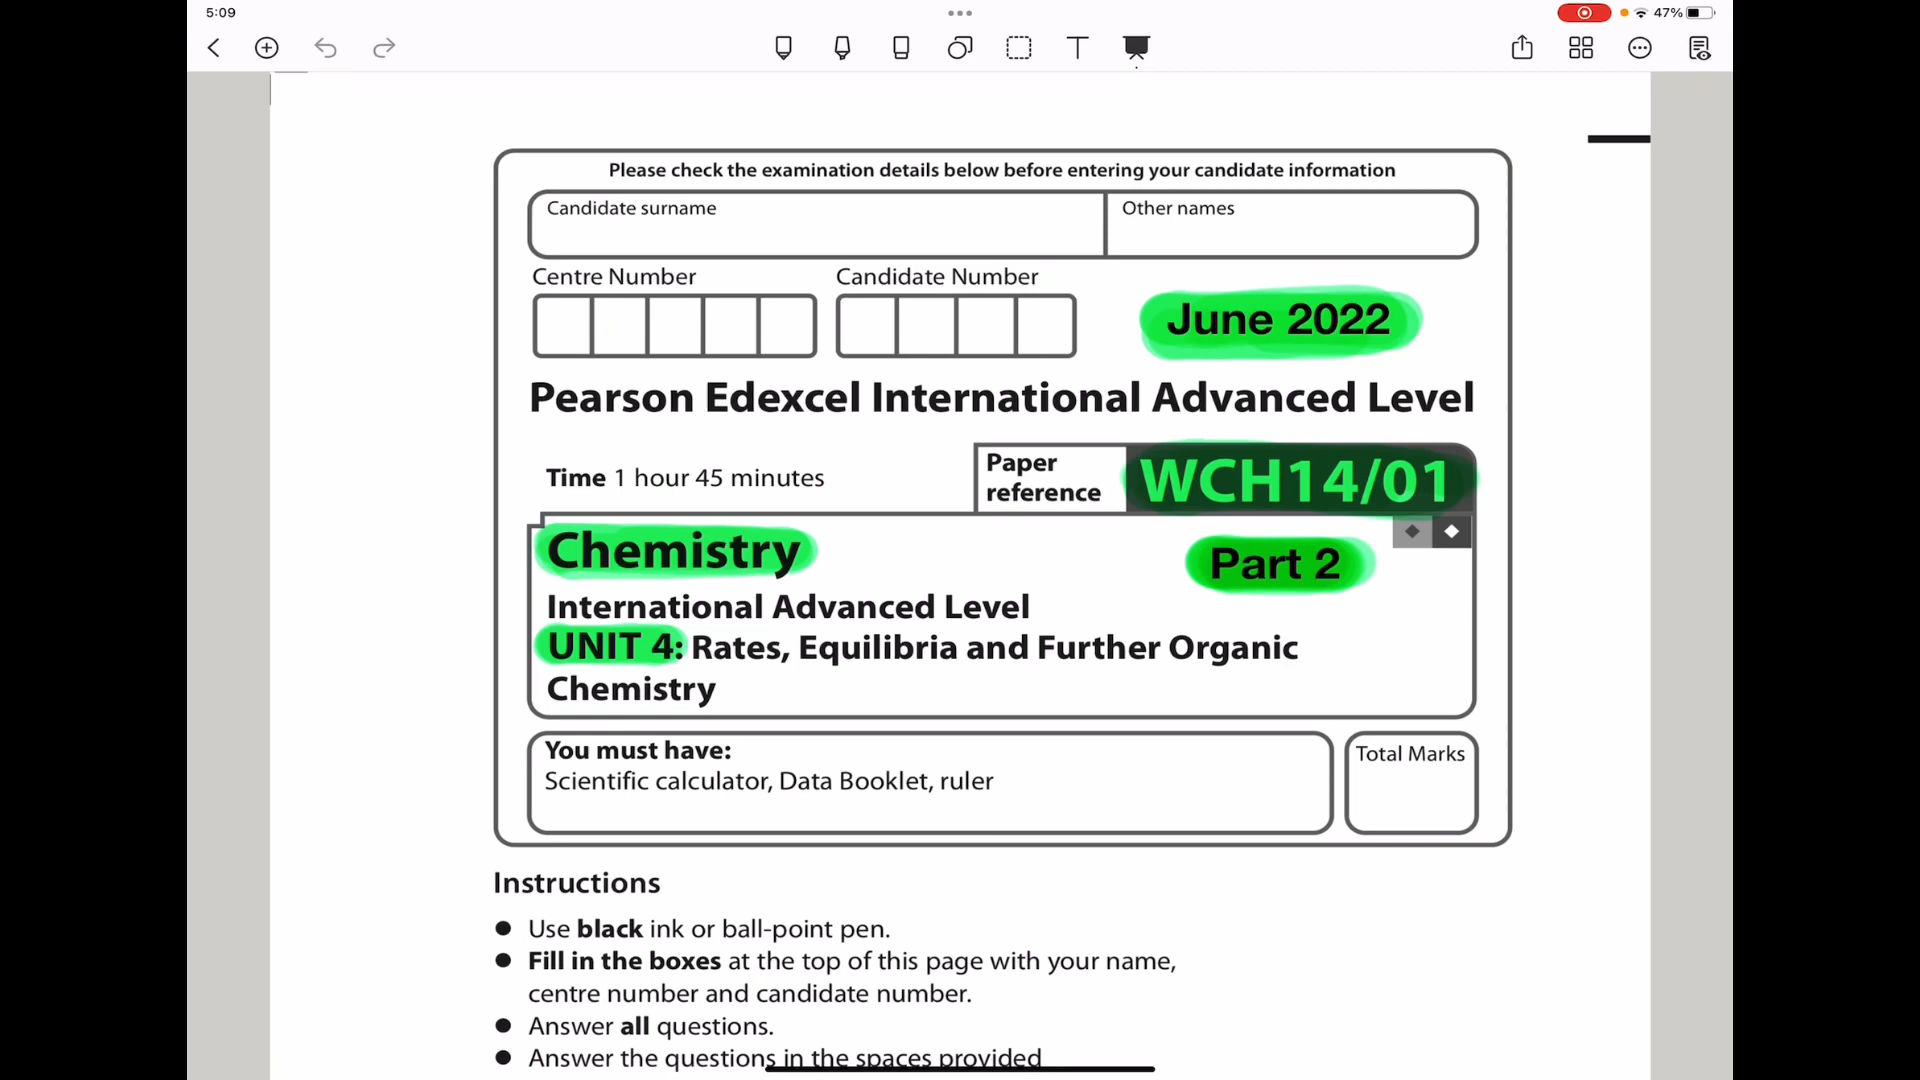 5:09
47%
Please check the examination details below before entering your candidate information
Candidate surname
Other names
Centre Number
Candidate Number
June 2022
Pearson Edexcel International Advanced Level
Time 1 hour 45 minutes
Paper
reference
WCH14/01
Chemistry
Part 2
International Advanced Level
UNIT 4: Rates, Equilibria and Further Organic
Chemistry
You must have:
Scientific calculator, Data Booklet, ruler
Total Marks
Instructions
● Use black ink or ball-point pen.
● Fill in the boxes at the top of this page with your name,
centre number and candidate number.
● Answer all questions.
● Answer the questions in the spaces provided